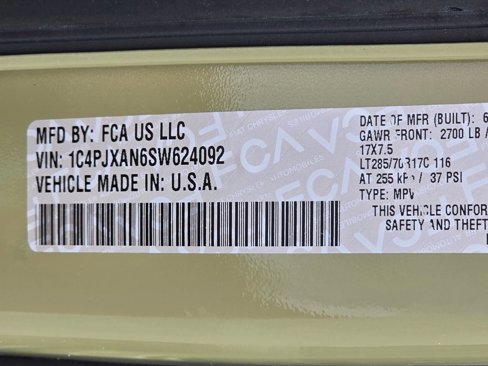 MFD BY: FCA US LLC
VIN: 1C4PJXAN6SW624092
VEHICLE MADE IN: U.S.A.
DATE OF MFR (BUILT): 6
GAWR FRONT: 2700 LB /
17X7.5
LT285/70R17C 116
AT 255 kPa / 37 PSI
TYPE: MPV
THIS VEHICLE CONFOR
SAFETY AND THEFT